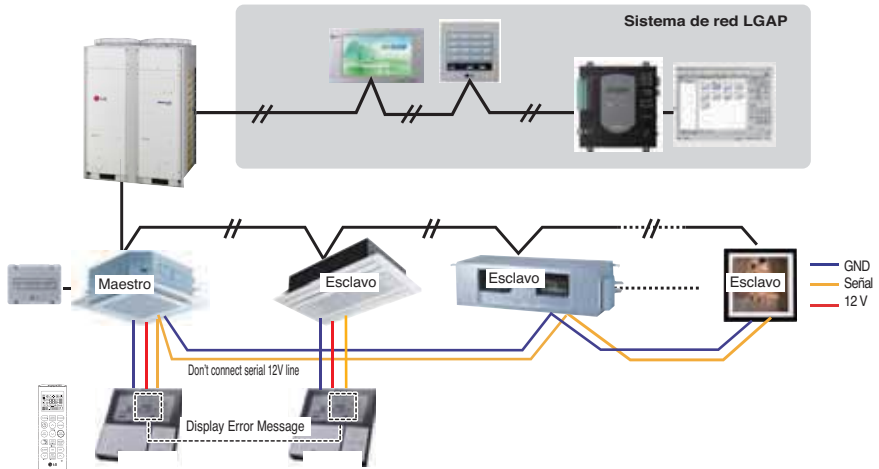 Sistema de red LGAP
Maestro
Esclavo
Esclavo
Esclavo
GND
Señal
12 V
Don't connect serial 12V line
Display Error Message
LG